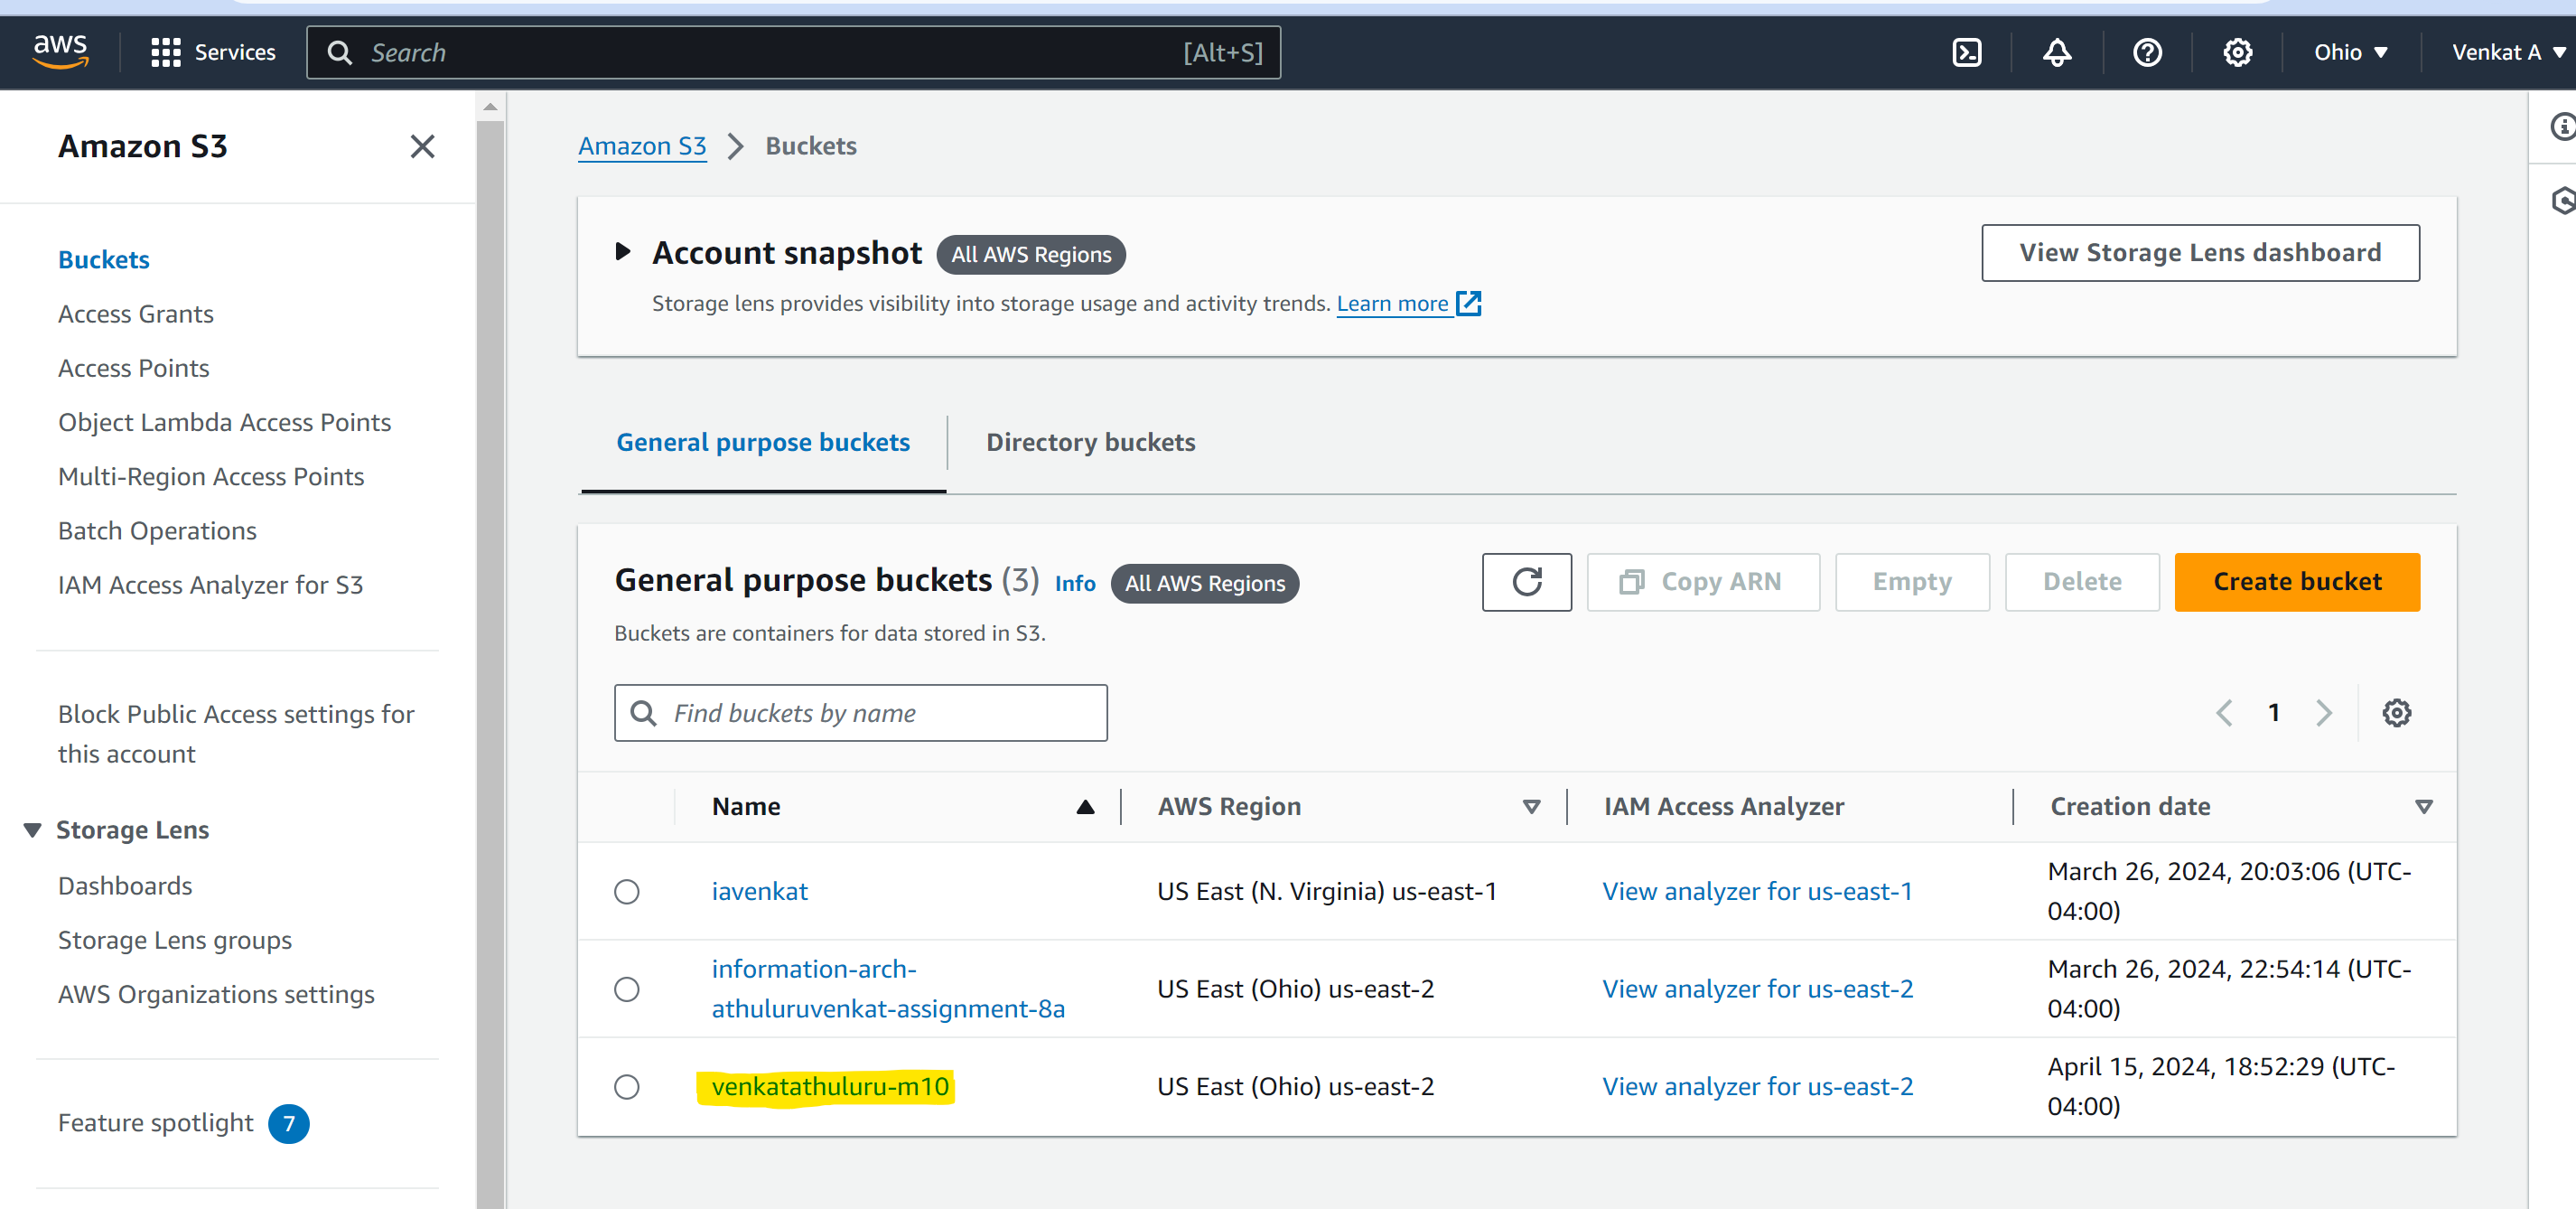 aws
Services
Search [Alt+S]
Ohio
Venkat A
Amazon S3
Buckets
Access Grants
Access Points
Object Lambda Access Points
Multi-Region Access Points
Batch Operations
IAM Access Analyzer for S3
Block Public Access settings for
this account
Storage Lens
Dashboards
Storage Lens groups
AWS Organizations settings
Feature spotlight 7
Amazon S3 > Buckets
Account snapshot All AWS Regions
View Storage Lens dashboard
Storage lens provides visibility into storage usage and activity trends. Learn more
General purpose buckets
Directory buckets
General purpose buckets (3) Info All AWS Regions
Copy ARN
Empty
Delete
Create bucket
Buckets are containers for data stored in S3.
Find buckets by name
1
Name AWS Region IAM Access Analyzer Creation date
iavenkat US East (N. Virginia) us-east-1 View analyzer for us-east-1 March 26, 2024, 20:03:06 (UTC-
04:00)
information-arch-
athuluruvenkat-assignment-8a US East (Ohio) us-east-2 View analyzer for us-east-2 March 26, 2024, 22:54:14 (UTC-
04:00)
venkatathuluru-m10 US East (Ohio) us-east-2 View analyzer for us-east-2 April 15, 2024, 18:52:29 (UTC-
04:00)